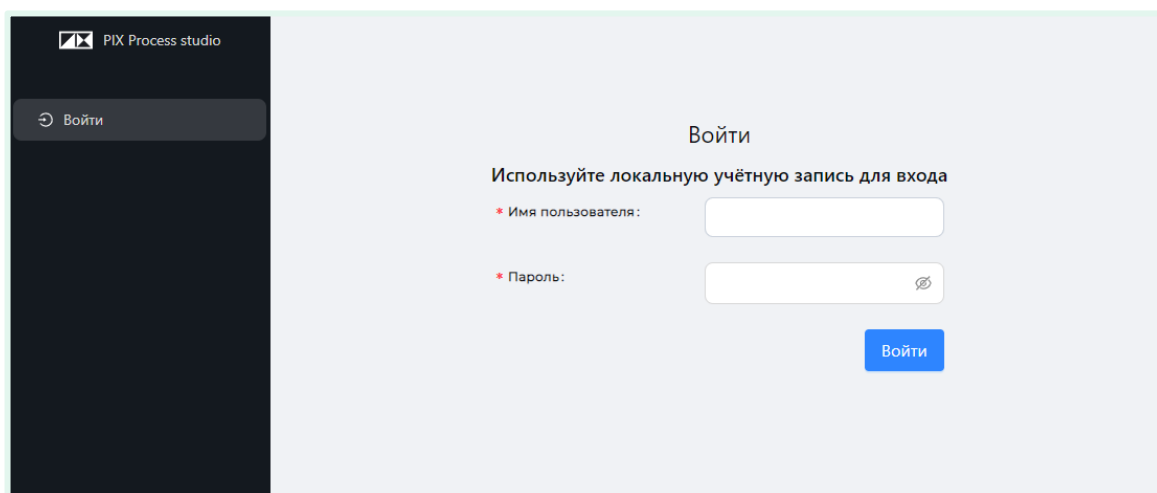 PIX Process studio
Войти
Войти
Используйте локальную учётную запись для входа
* Имя пользователя:
* Пароль:
Войти